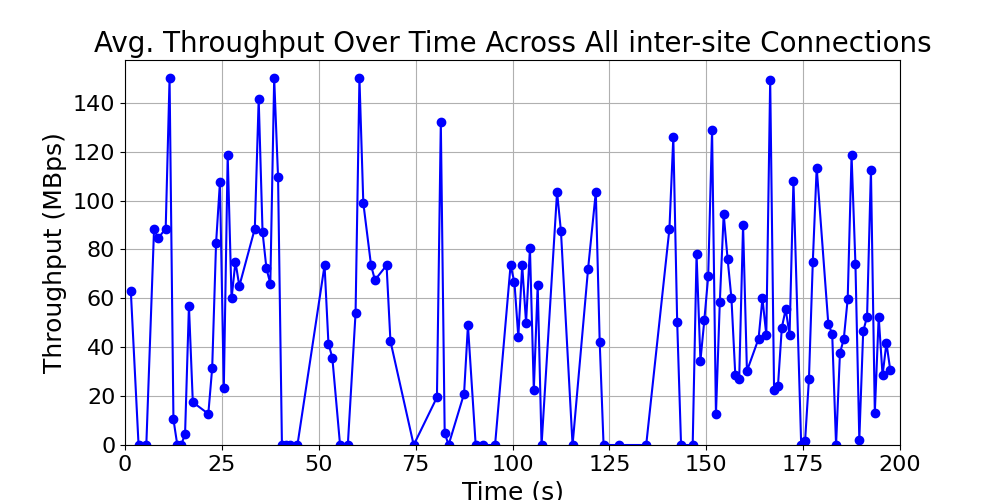 Avg. Throughput Over Time Across All inter-site Connections
Throughput (MBps)
140
120
100
80
60
40
20
0
0 25 50 75 100 125 150 175 200
Time (s)